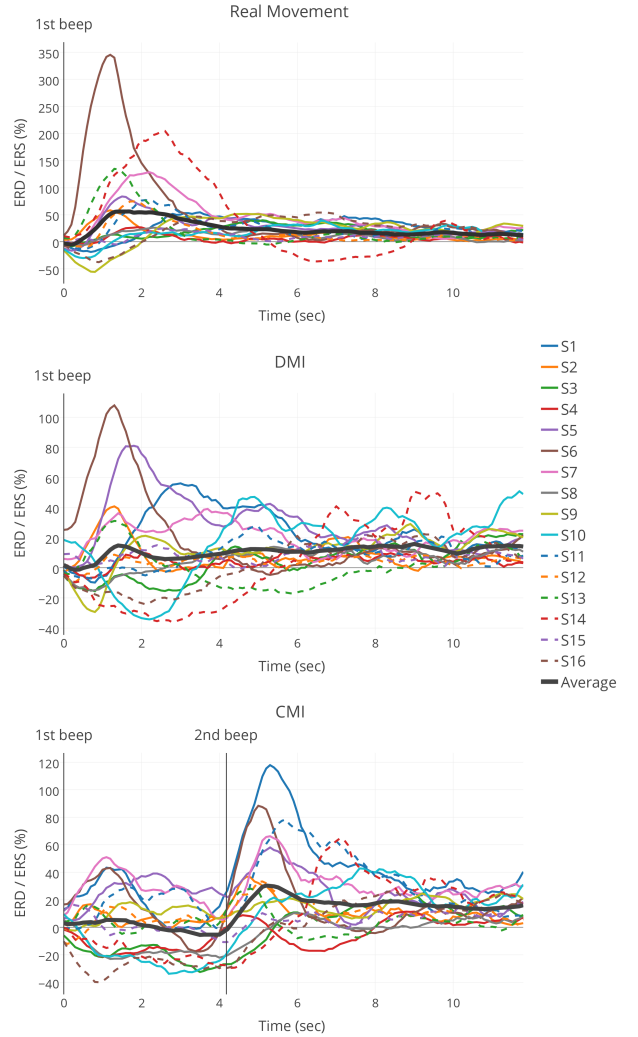 Real Movement
1st beep
350
300
250
200
150
100
50
0
−50
ERD / ERS (%)
0 2 4 6 8 10
Time (sec)
DMI
1st beep
100
80
60
40
20
0
−20
−40
ERD / ERS (%)
0 2 4 6 8 10
Time (sec)
S1
S2
S3
S4
S5
S6
S7
S8
S9
S10
S11
S12
S13
S14
S15
S16
Average
CMI
1st beep 2nd beep
120
100
80
60
40
20
0
−20
−40
ERD / ERS (%)
0 2 4 6 8 10
Time (sec)